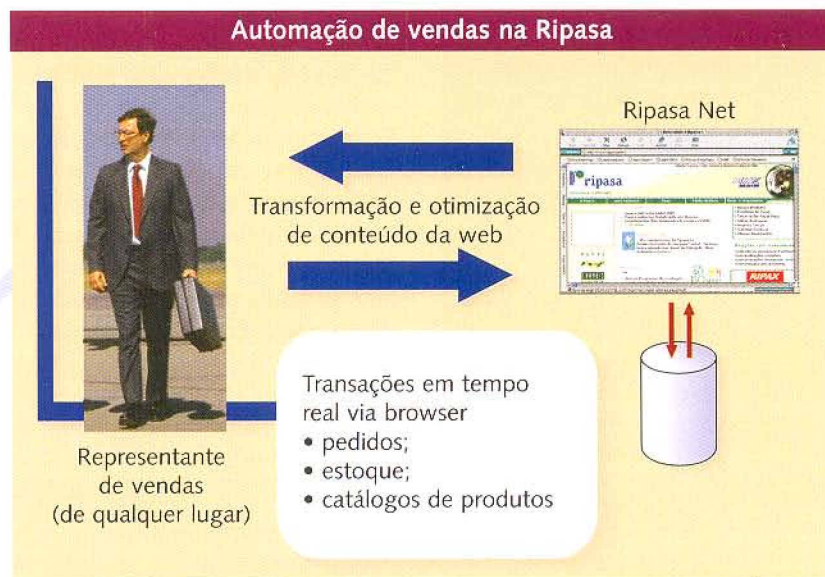 Automação de vendas na Ripasa
Ripasa Net
ripasa
RIPAX
Transformação e otimização
de conteúdo da web
Transações em tempo
real via browser
• pedidos;
• estoque;
• catálogos de produtos
Representante
de vendas
(de qualquer lugar)